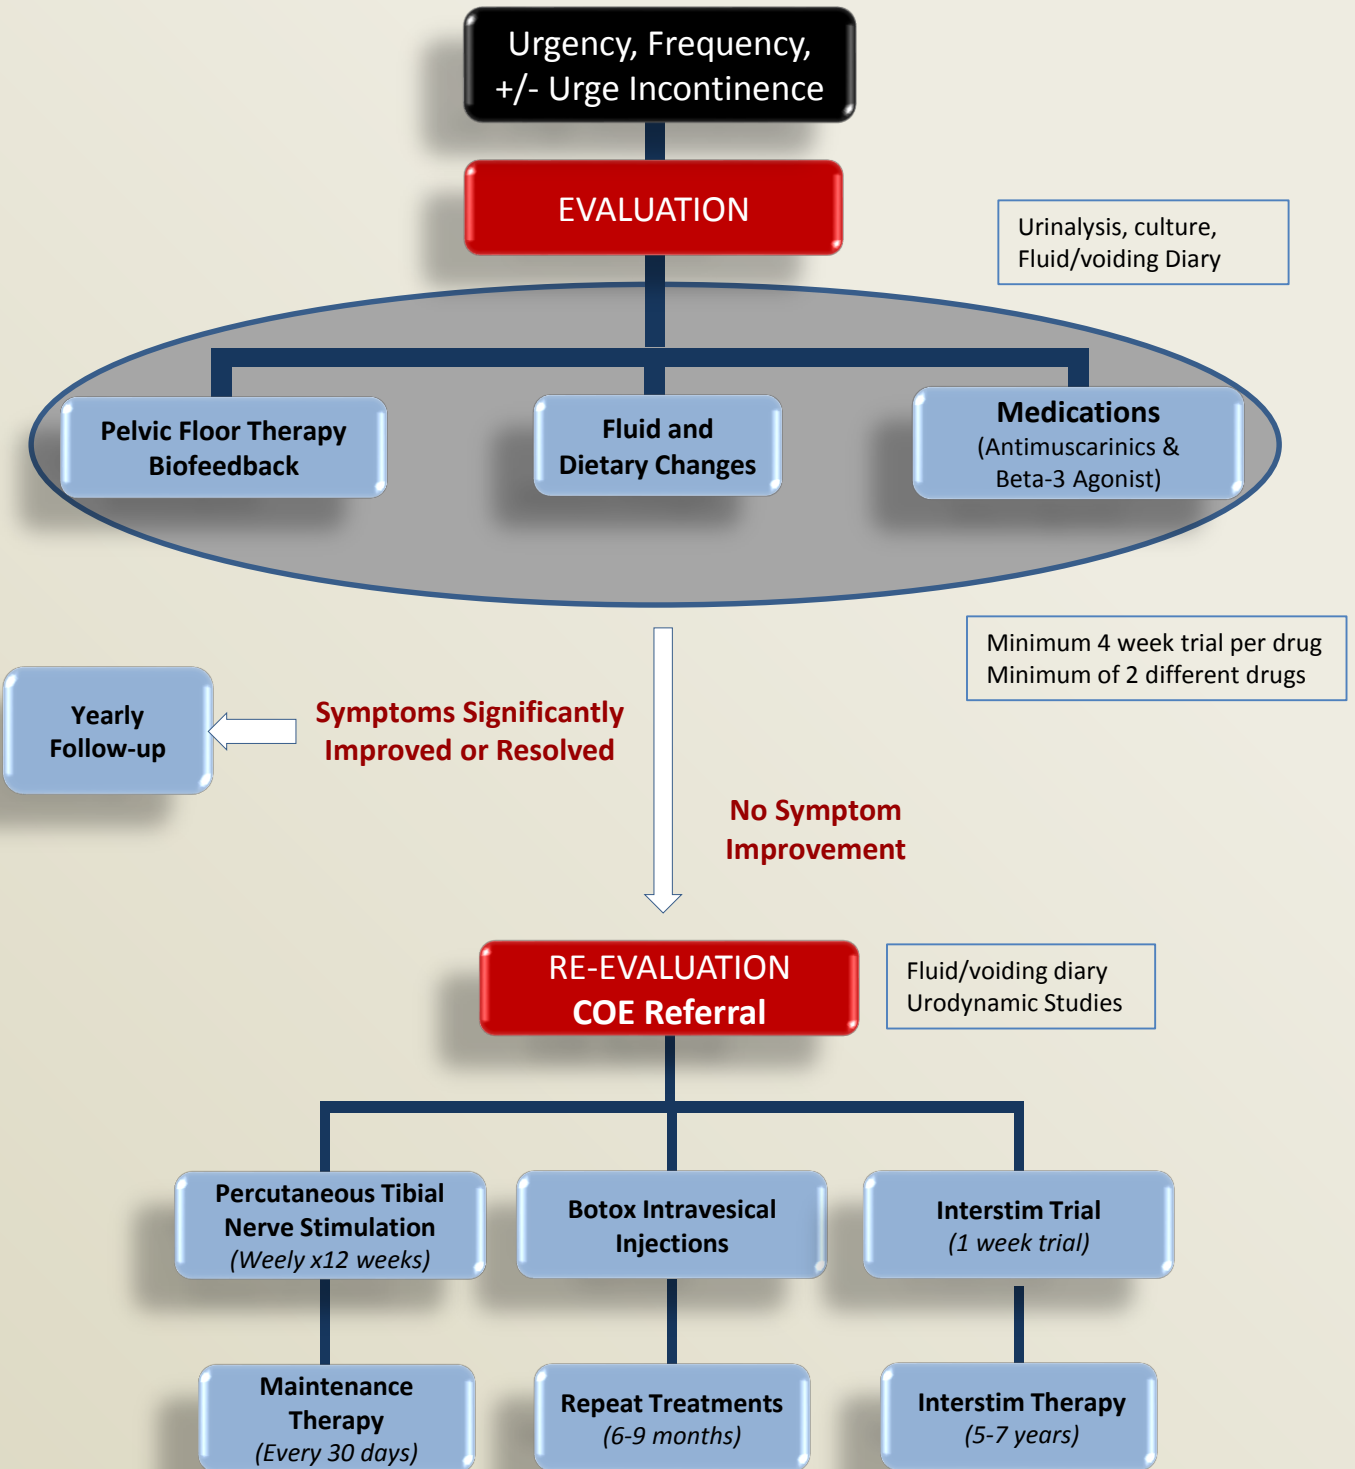 Urgency, Frequency,
+/- Urge Incontinence
EVALUATION
Urinalysis, culture,
Fluid/voiding Diary
Pelvic Floor Therapy
Biofeedback
Fluid and
Dietary Changes
Medications
(Antimuscarinics &
Beta-3 Agonist)
Minimum 4 week trial per drug
Minimum of 2 different drugs
Yearly
Follow-up
Symptoms Significantly
Improved or Resolved
No Symptom
Improvement
RE-EVALUATION
COE Referral
Fluid/voiding diary
Urodynamic Studies
Percutaneous Tibial
Nerve Stimulation
(Weely x12 weeks)
Botox Intravesical
Injections
Interstim Trial
(1 week trial)
Maintenance
Therapy
(Every 30 days)
Repeat Treatments
(6-9 months)
Interstim Therapy
(5-7 years)